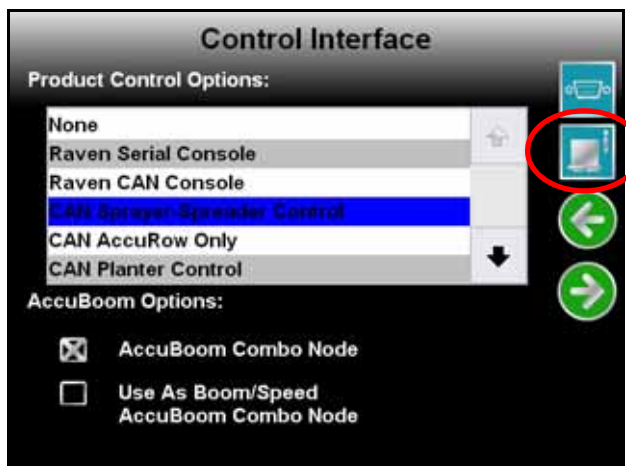 Control Interface
Product Control Options:
None
Raven Serial Console
Raven CAN Console
CAN Sprayer-Spreader Control
CAN AccuRow Only
CAN Planter Control
AccuBoom Options:
AccuBoom Combo Node
Use As Boom/Speed
AccuBoom Combo Node